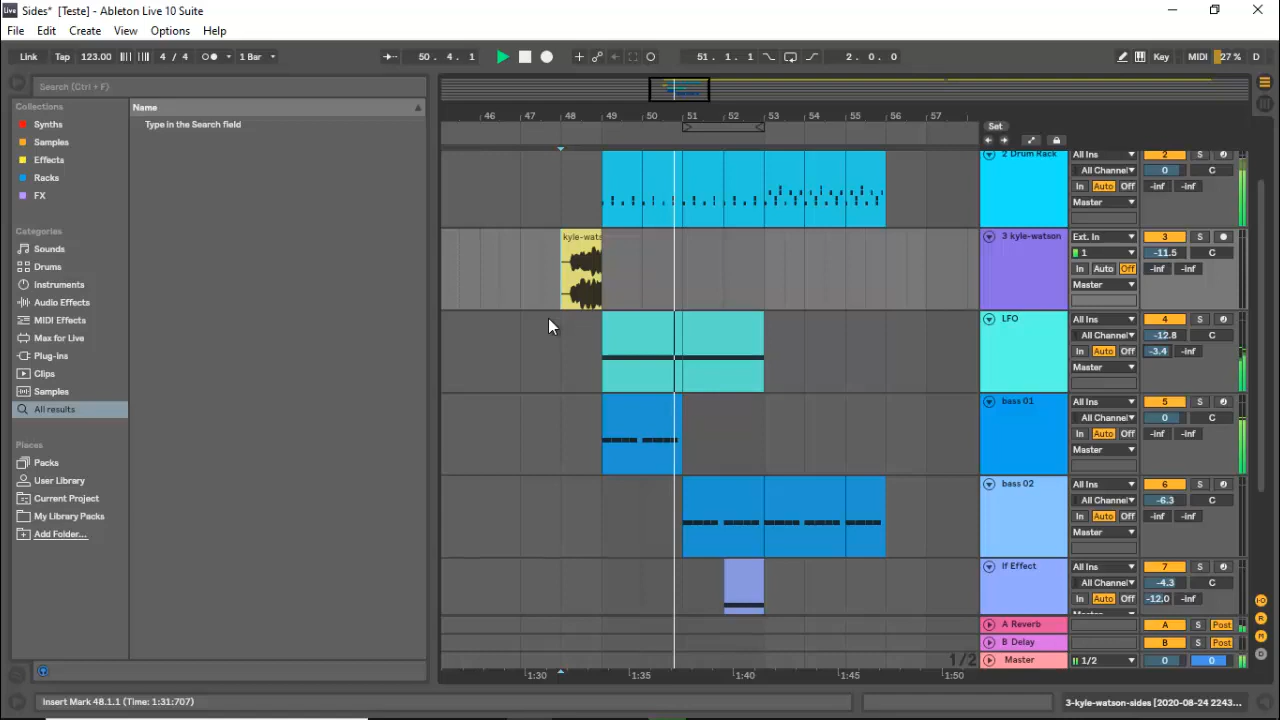 Sides* [Teste] - Ableton Live 10 Suite
File Edit Create View Options Help
Link Tap 123.00 4 / 4 1 Bar 50. 4. 1 51. 1. 1 2. 0. 0 Key MIDI 27 % D
Search (Ctrl + F)
Collections
Synths
Samples
Effects
Racks
FX
Categories
Sounds
Drums
Instruments
Audio Effects
MIDI Effects
Max for Live
Plug-ins
Clips
Samples
All results
Places
Packs
User Library
Current Project
My Library Packs
Add Folder...
Name
Type in the Search field
46 47 48 49 50 51 52 53 54 55 56 57
Set
kyle-wats
2 Drum Rack All Ins 2 S
All Channel 0 C
In Auto Off -inf -inf
Master
3 kyle-watson Ext. In 3 S
1 -11.5 C
In Auto Off -inf -inf
Master
LFO All Ins 4 S
All Channel -12.8 C
In Auto Off -3.4 -inf
Master
bass 01 All Ins 5 S
All Channel 0 C
In Auto Off -inf -inf
Master
bass 02 All Ins 6 S
All Channel -6.3 C
In Auto Off -inf -inf
Master
If Effect All Ins 7 S
All Channel -4.3 C
In Auto Off -12.0 -inf
A Reverb A S Post
B Delay B S Post
1/2 Master 1/2 0 0
1:30 1:35 1:40 1:45 1:50
Insert Mark 48.1.1 (Time: 1:31:707)
3-kyle-watson-sides [2020-08-24 2243...